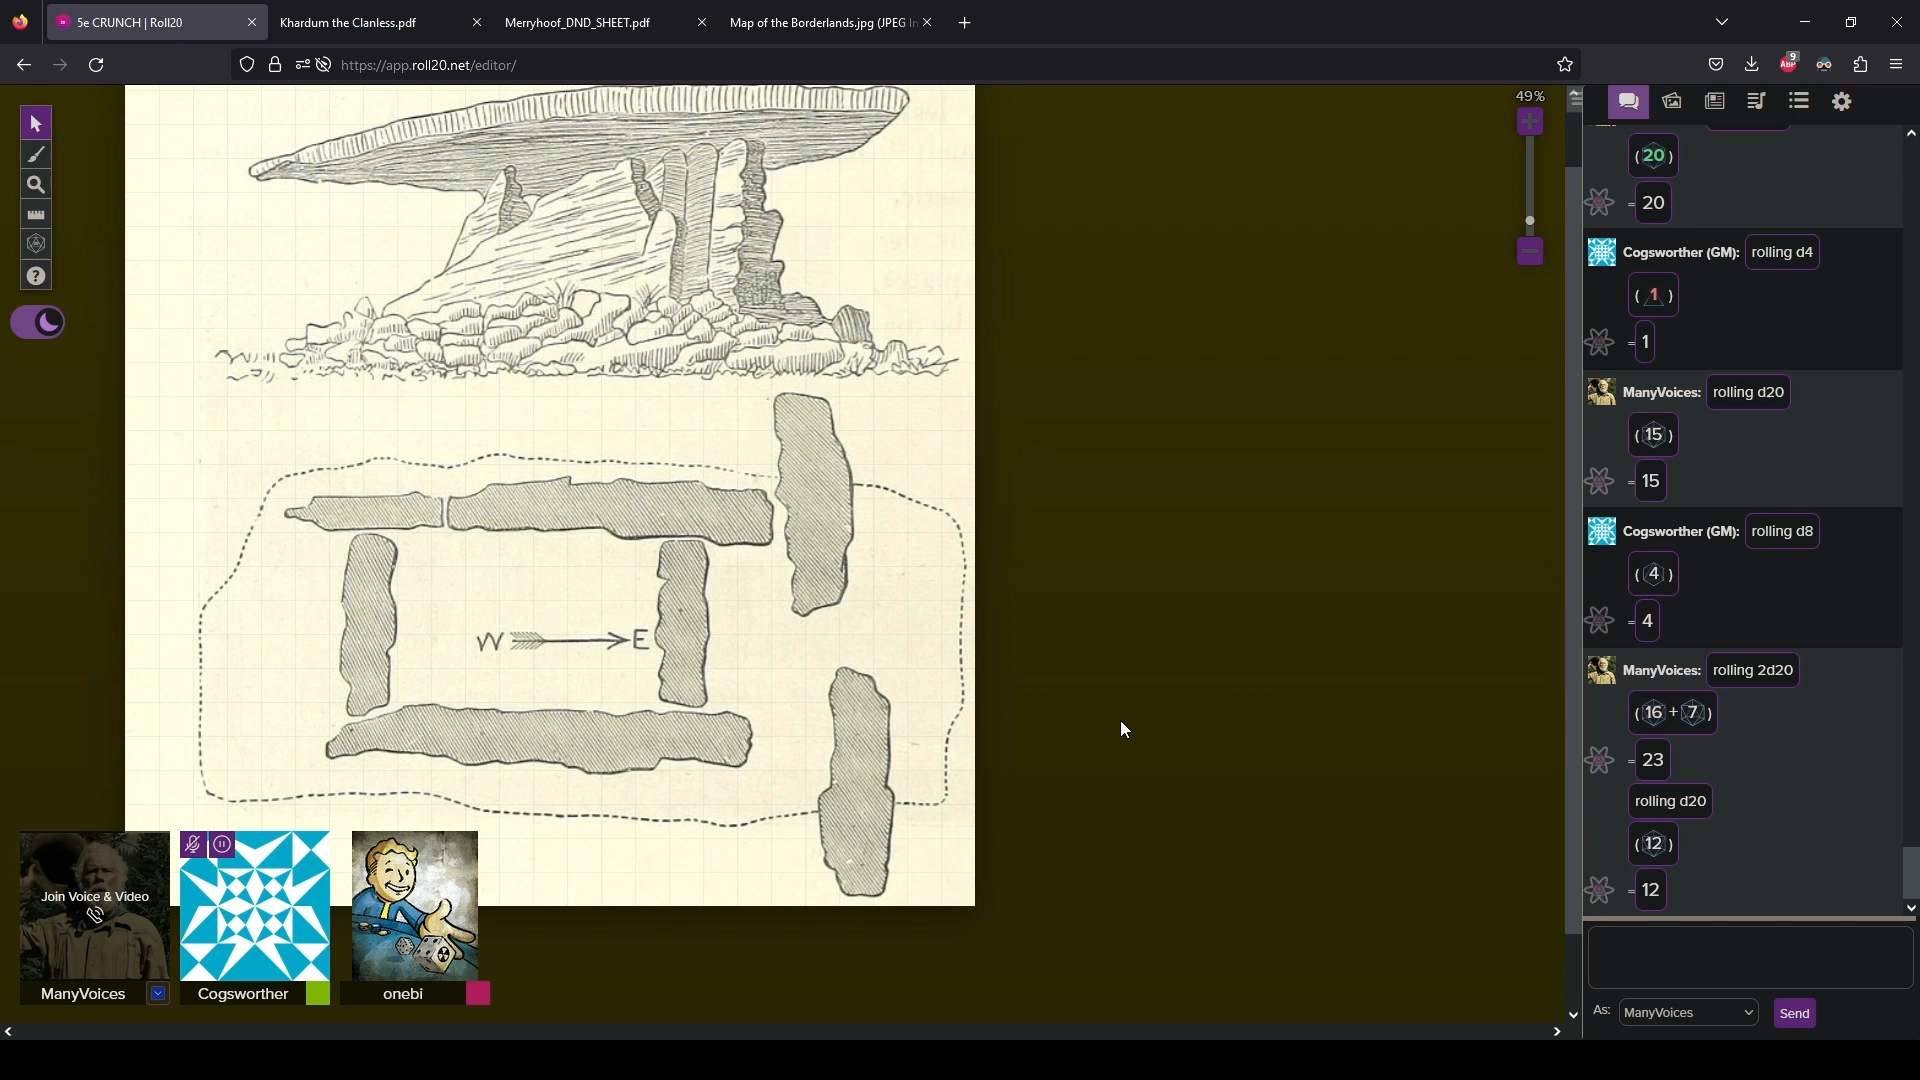 5e CRUNCH | Roll20
Khardum the Clanless.pdf
Merryhoof_DND_SHEET.pdf
Map of the Borderlands.jpg (JPEG In
https://app.roll20.net/editor/
9
ABP
49%
20
= 20
Cogsworther (GM): rolling d4
( 1 )
= 1
ManyVoices: rolling d20
( 15 )
= 15
Cogsworther (GM): rolling d8
( 4 )
= 4
ManyVoices: rolling 2d20
( 16 + 7 )
= 23
rolling d20
( 12 )
= 12
W E
Join Voice & Video
ManyVoices
Cogsworther
onebi
As: ManyVoices
Send